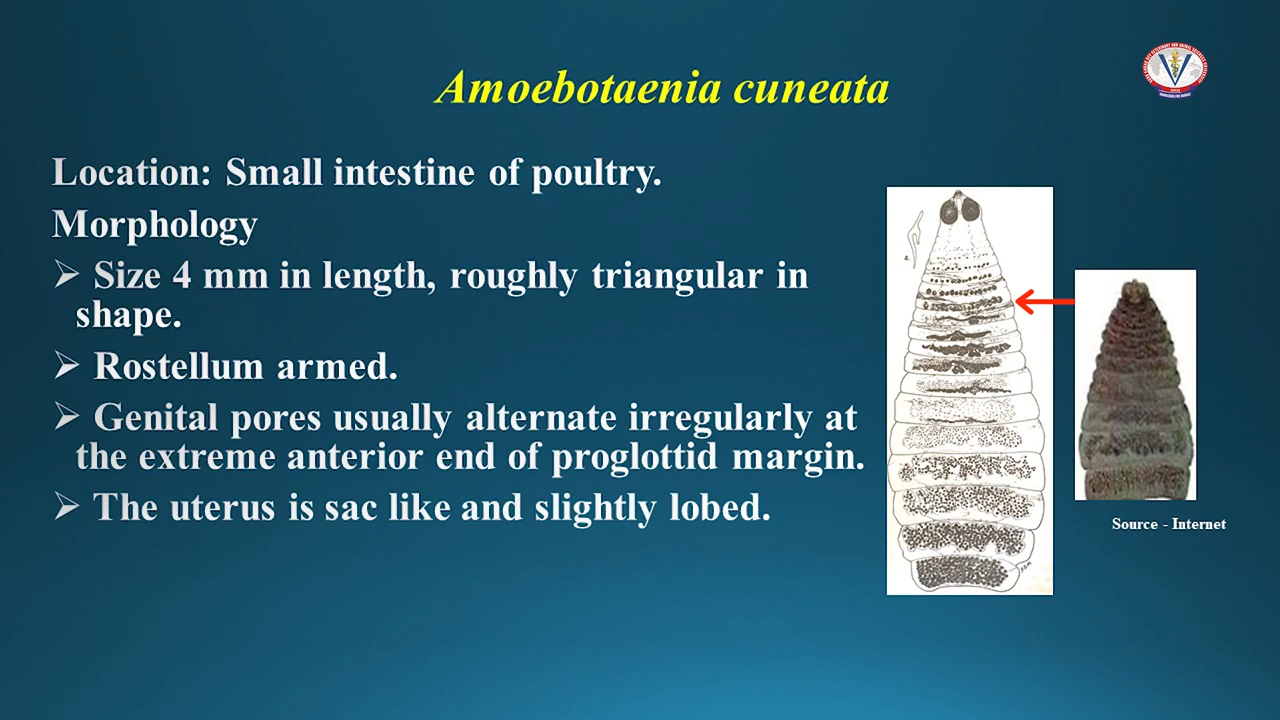 Amoebotaenia cuneata
Location: Small intestine of poultry.
Morphology
➢ Size 4 mm in length, roughly triangular in
shape.
➢ Rostellum armed.
➢ Genital pores usually alternate irregularly at
the extreme anterior end of proglottid margin.
➢ The uterus is sac like and slightly lobed.
Source - Internet